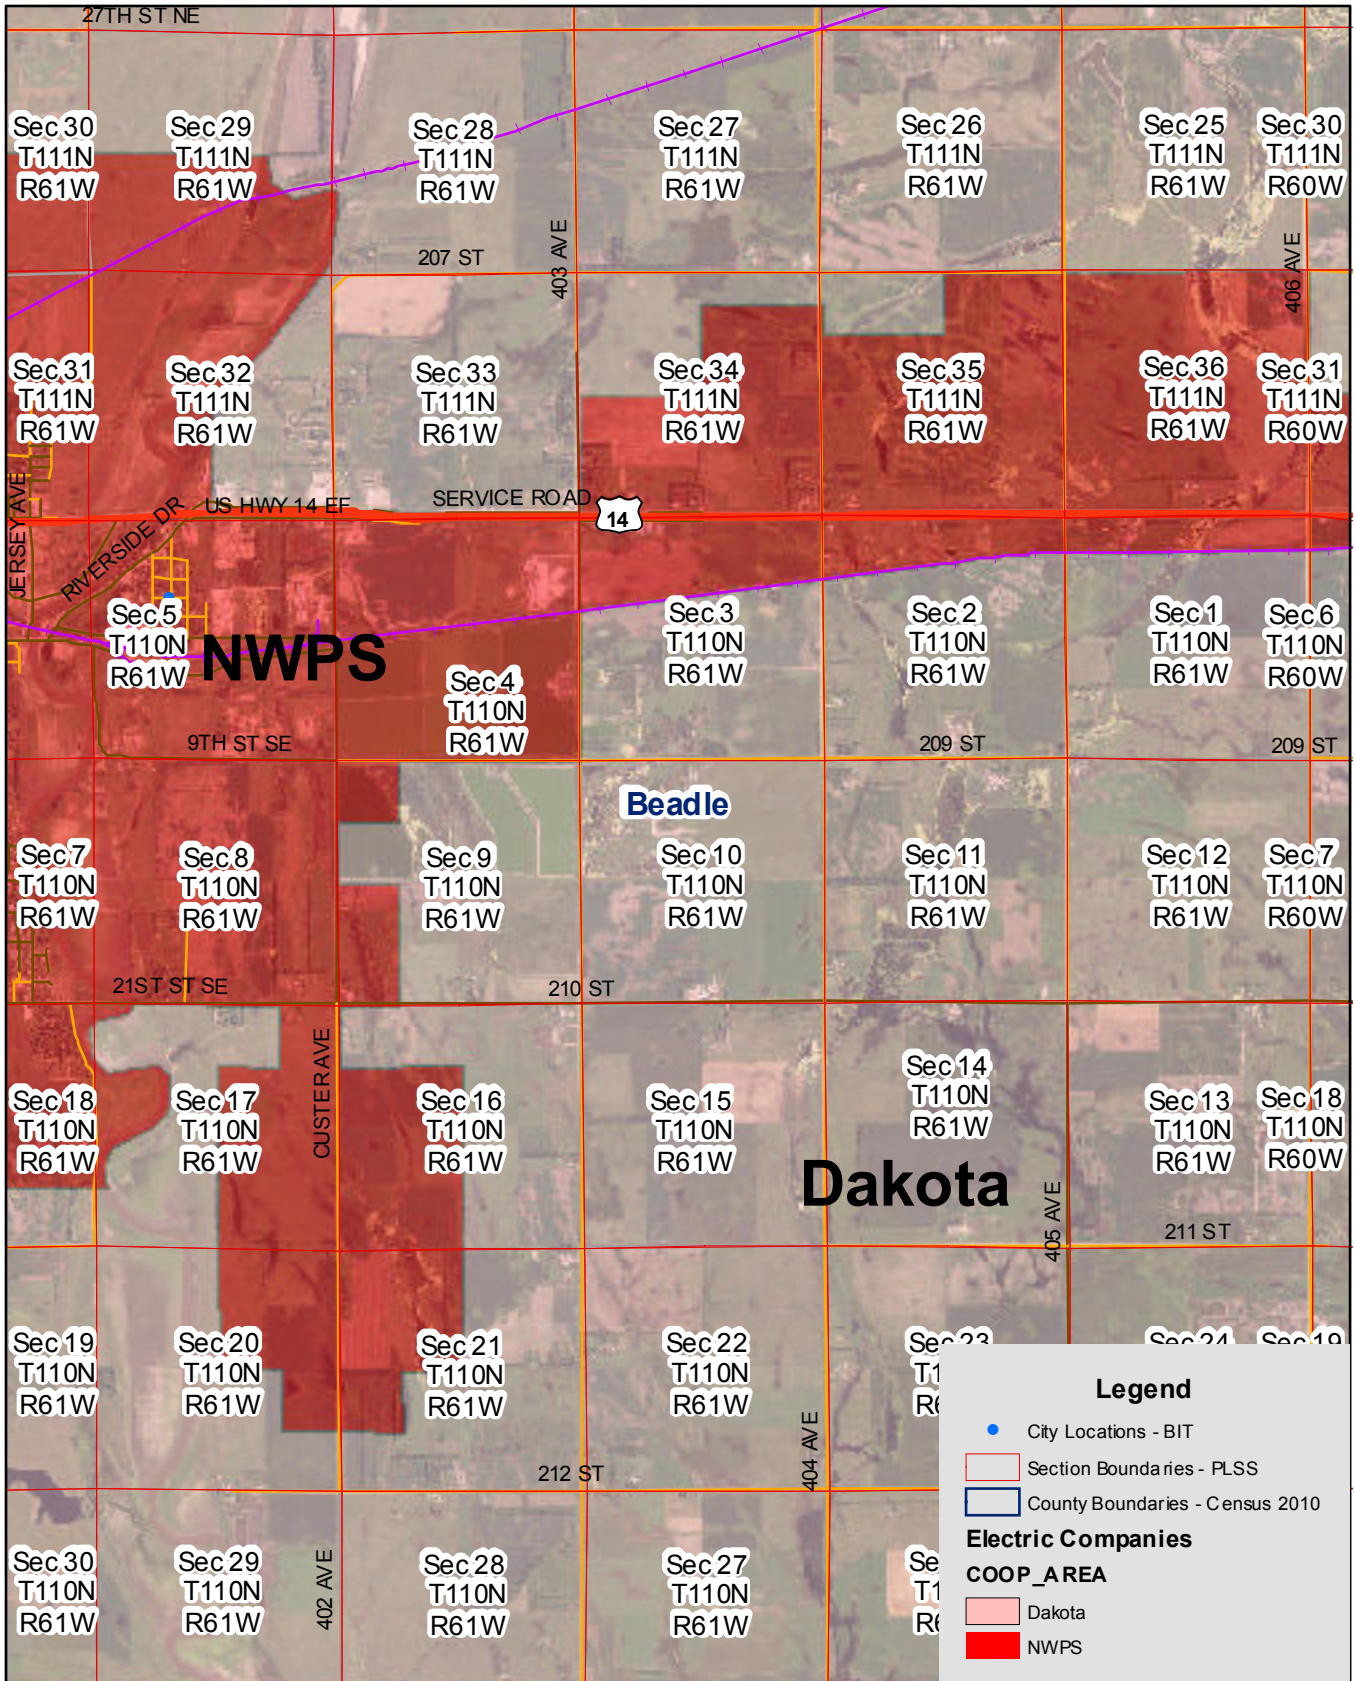 27TH ST NE
Sec 30
T111N
R61W
Sec 29
T111N
R61W
Sec 28
T111N
R61W
Sec 27
T111N
R61W
Sec 26
T111N
R61W
Sec 25
T111N
R61W
Sec 30
T111N
R60W
207 ST
403 AVE
406 AVE
Sec 31
T111N
R61W
Sec 32
T111N
R61W
Sec 33
T111N
R61W
Sec 34
T111N
R61W
Sec 35
T111N
R61W
Sec 36
T111N
R61W
Sec 31
T111N
R60W
JERSEY AVE
RIVERSIDE DR
US HWY 14 EF
SERVICE ROAD
14
Sec 5
T110N
R61W
NWPS
Sec 4
T110N
R61W
Sec 3
T110N
R61W
Sec 2
T110N
R61W
Sec 1
T110N
R61W
Sec 6
T110N
R60W
9TH ST SE
209 ST
209 ST
Beadle
Sec 7
T110N
R61W
Sec 8
T110N
R61W
Sec 9
T110N
R61W
Sec 10
T110N
R61W
Sec 11
T110N
R61W
Sec 12
T110N
R61W
Sec 7
T110N
R60W
21ST ST SE
210 ST
CUSTER AVE
Sec 18
T110N
R61W
Sec 17
T110N
R61W
Sec 16
T110N
R61W
Sec 15
T110N
R61W
Sec 14
T110N
R61W
Sec 13
T110N
R61W
Sec 18
T110N
R60W
Dakota
405 AVE
211 ST
Sec 19
T110N
R61W
Sec 20
T110N
R61W
Sec 21
T110N
R61W
Sec 22
T110N
R61W
Sec 23
Sec 24
Sec 19
404 AVE
212 ST
402 AVE
Sec 30
T110N
R61W
Sec 29
T110N
R61W
Sec 28
T110N
R61W
Sec 27
T110N
R61W
Legend
City Locations - BIT
Section Boundaries - PLSS
County Boundaries - Census 2010
Electric Companies
COOP_AREA
Dakota
NWPS